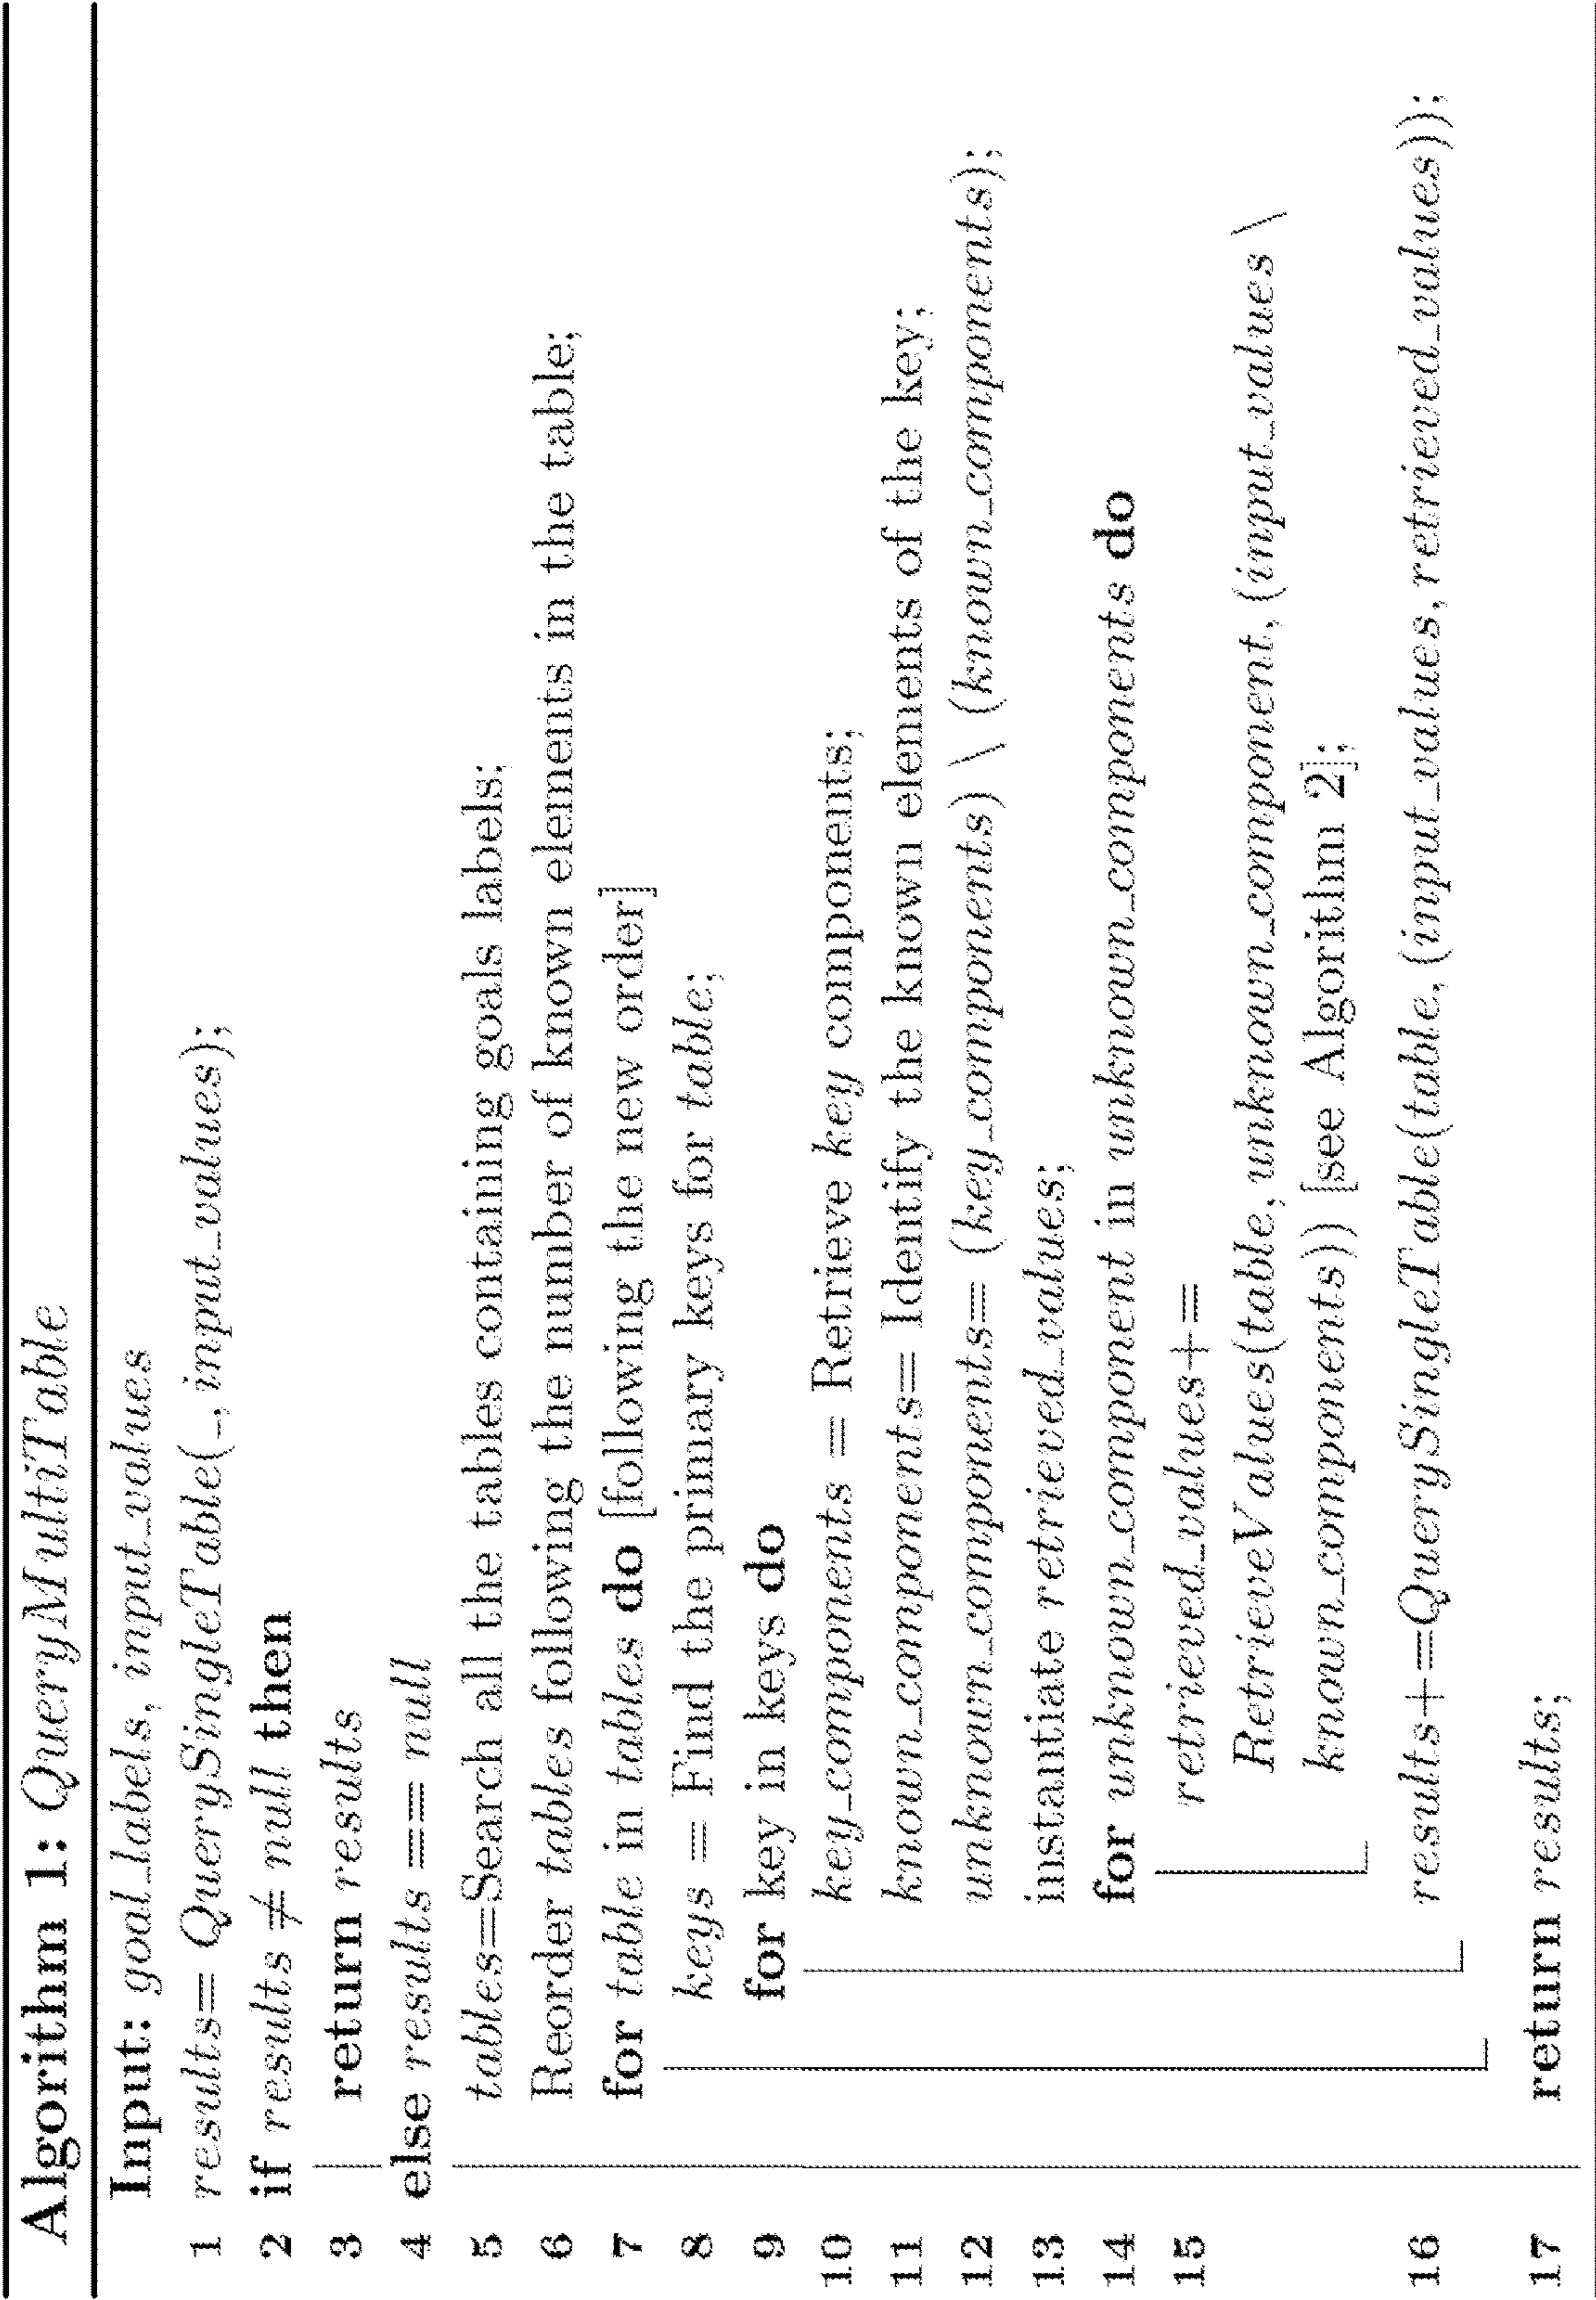 Algorithm 1: QueryMultiTable
Input: goal_labels, input_values
1 results= QuerySingleTable(_, input_values);
2 if results ≠ null then
3 return results
4 else results == null
5 tables=Search all the tables containing goals labels;
6 Reorder tables following the number of known elements in the table;
7 for table in tables do [following the new order]
8 keys = Find the primary keys for table;
9 for key in keys do
10 key_components = Retrieve key components;
11 known_components= Identify the known elements of the key;
12 unknown_components= (key_components) \ (known_components);
13 instantiate retrieved_values;
14 for unknown_component in unknown_components do
15 retrieved_values+=
RetrieveValues(table, unknown_component, (input_values \
known_components)) [see Algorithm 2];
16 results+=QuerySingleTable(table, (input_values, retrieved_values));
17 return results;